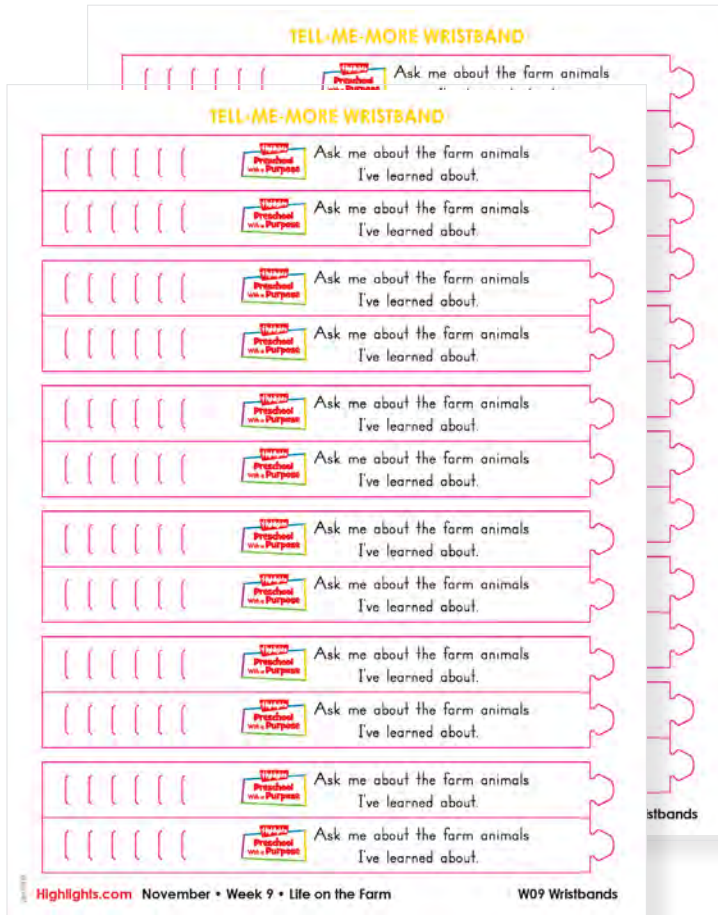 TELL-ME-MORE WRISTBAND
Ask me about the farm animals
TELL-ME-MORE WRISTBAND
Highlights
Preschool
With a Purpose
Ask me about the farm animals
I've learned about.
Highlights
Preschool
With a Purpose
Ask me about the farm animals
I've learned about.
Highlights
Preschool
With a Purpose
Ask me about the farm animals
I've learned about.
Highlights
Preschool
With a Purpose
Ask me about the farm animals
I've learned about.
Highlights
Preschool
With a Purpose
Ask me about the farm animals
I've learned about.
Highlights
Preschool
With a Purpose
Ask me about the farm animals
I've learned about.
Highlights
Preschool
With a Purpose
Ask me about the farm animals
I've learned about.
Highlights
Preschool
With a Purpose
Ask me about the farm animals
I've learned about.
Highlights
Preschool
With a Purpose
Ask me about the farm animals
I've learned about.
Highlights
Preschool
With a Purpose
Ask me about the farm animals
I've learned about.
Highlights
Preschool
With a Purpose
Ask me about the farm animals
I've learned about.
Highlights
Preschool
With a Purpose
Ask me about the farm animals
I've learned about.
Highlights.com November • Week 9 • Life on the Farm W09 Wristbands